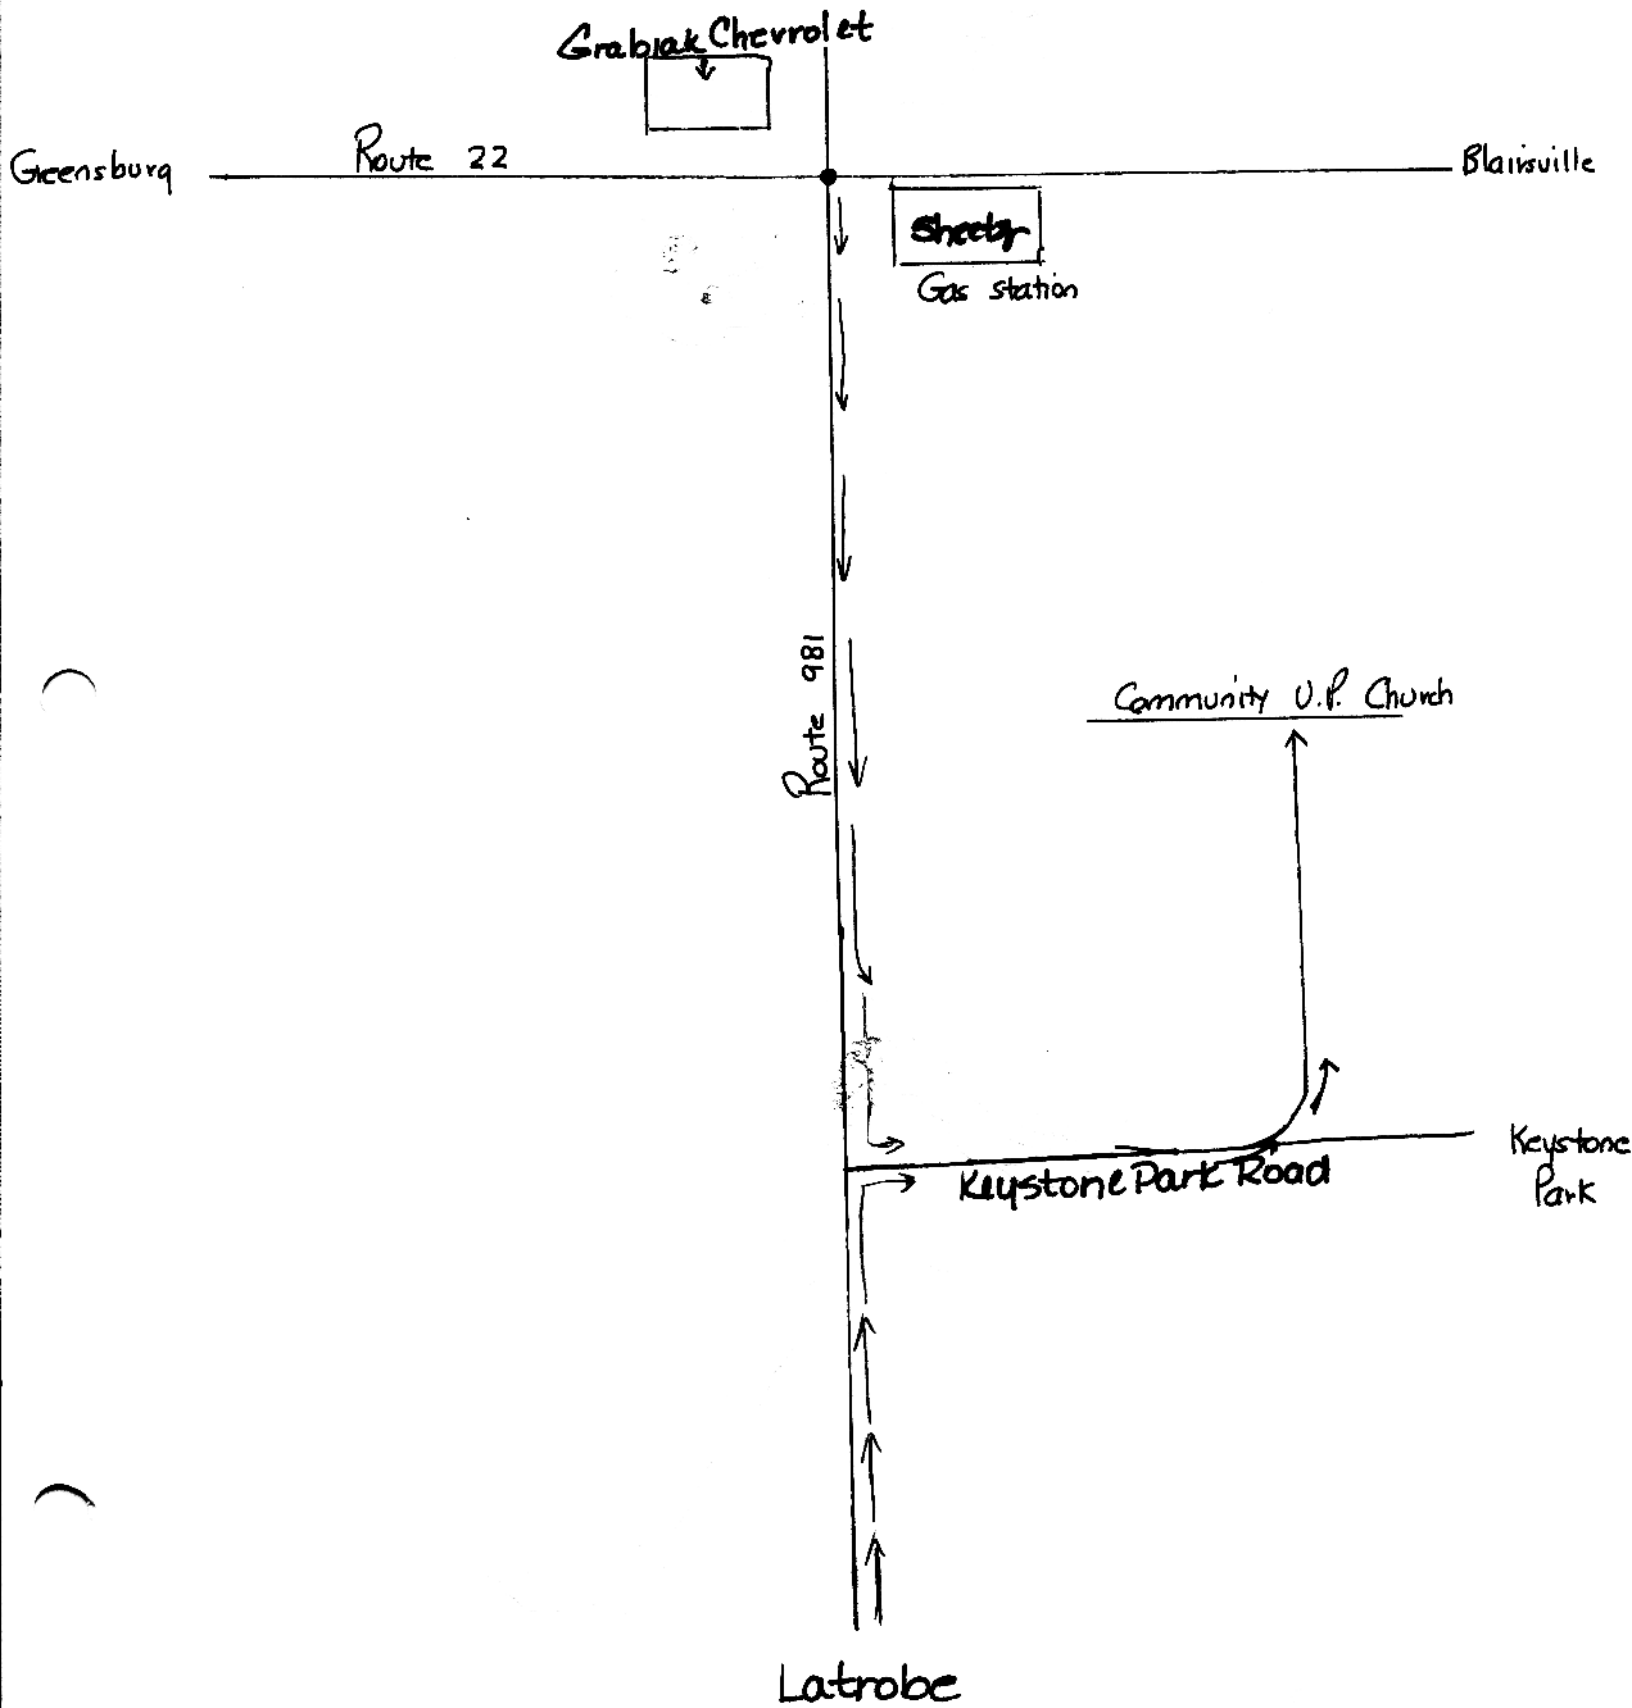 Grabiak Chevrolet
Greensburg
Route 22
Blairsville
Sheetz
Gas station
Route 981
Community U.P. Church
Keystone Park Road
Keystone
Park
Latrobe